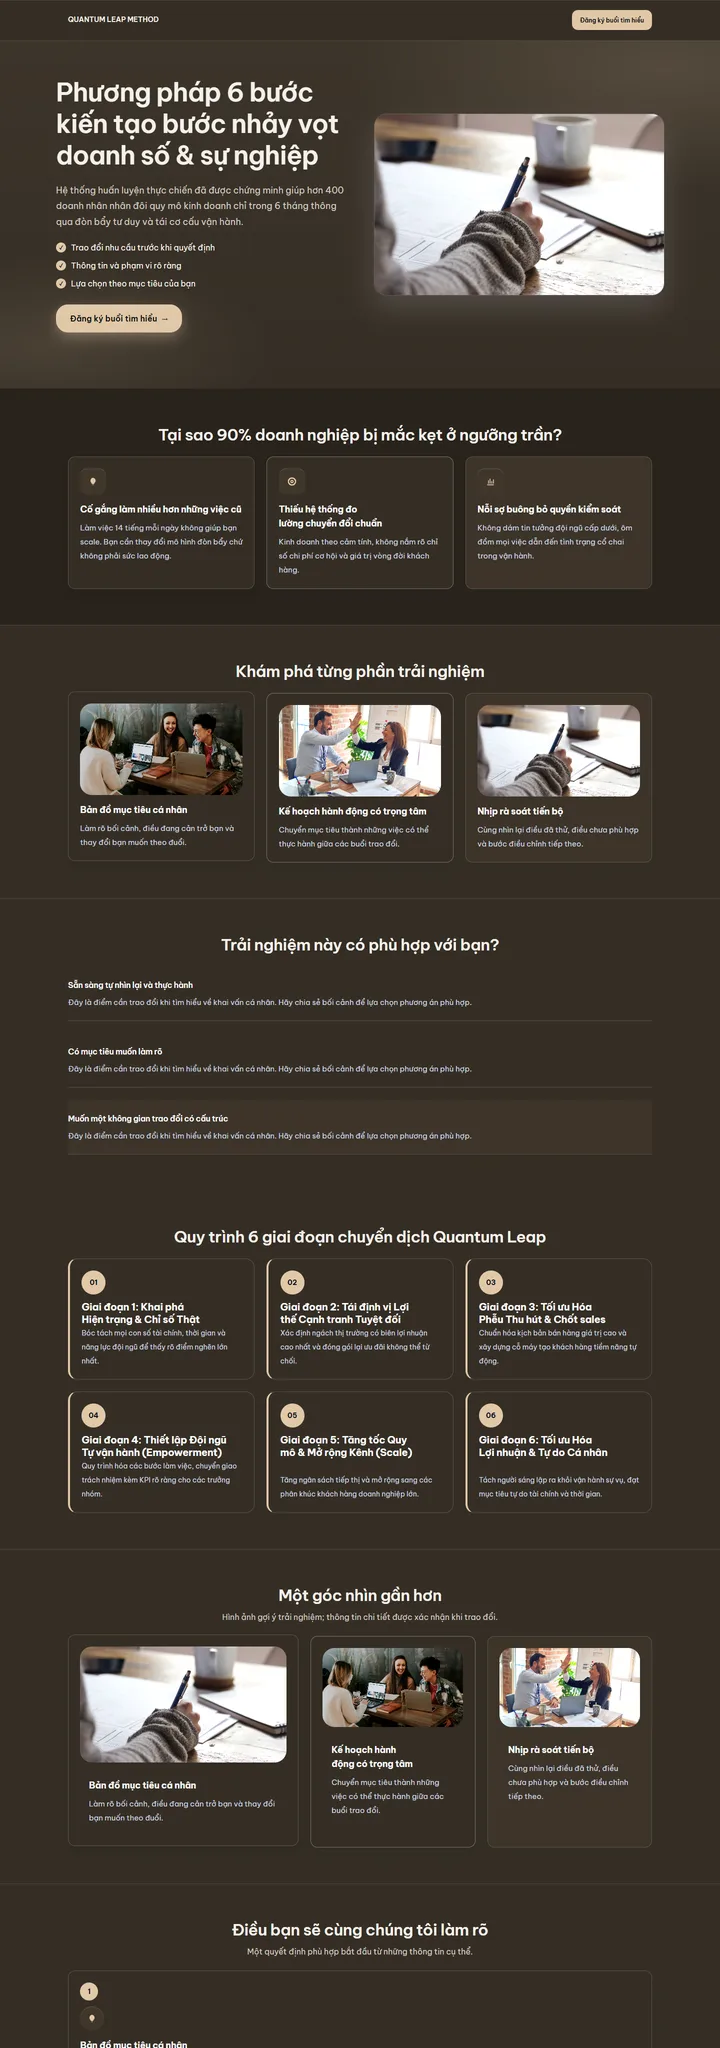 QUANTUM LEAP METHOD
Đăng ký buổi tìm hiểu
Phương pháp 6 bước
kiến tạo bước nhảy vọt
doanh số & sự nghiệp
Hệ thống huấn luyện thực chiến đã được chứng minh giúp hơn 400
doanh nhân nhân đôi quy mô kinh doanh chỉ trong 6 tháng thông
qua đòn bẩy tư duy và tái cơ cấu vận hành.
Trao đổi nhu cầu trước khi quyết định
Thông tin và phạm vi rõ ràng
Lựa chọn theo mục tiêu của bạn
Đăng ký buổi tìm hiểu →
Tại sao 90% doanh nghiệp bị mắc kẹt ở ngưỡng trần?
Cố gắng làm nhiều hơn những việc cũ
Làm việc 14 tiếng mỗi ngày không giúp bạn
scale. Bạn cần thay đổi mô hình đòn bẩy chứ
không phải sức lao động.
Thiếu hệ thống đo
lường chuyển đổi chuẩn
Kinh doanh theo cảm tính, không nắm rõ chỉ
số chi phí cơ hội và giá trị vòng đời khách
hàng.
Nỗi sợ buông bỏ quyền kiểm soát
Không dám tin tưởng đội ngũ cấp dưới, ôm
đồm mọi việc dẫn đến tình trạng cổ chai
trong vận hành.
Khám phá từng phần trải nghiệm
Bản đồ mục tiêu cá nhân
Làm rõ bối cảnh, điều đang cản trở bạn và
thay đổi bạn muốn theo đuổi.
Kế hoạch hành động có trọng tâm
Chuyển mục tiêu thành những việc có thể
thực hành giữa các buổi trao đổi.
Nhịp rà soát tiến bộ
Cùng nhìn lại điều đã thử, điều chưa phù hợp
và bước điều chỉnh tiếp theo.
Trải nghiệm này có phù hợp với bạn?
Sẵn sàng tự nhìn lại và thực hành
Đây là điểm cần trao đổi khi tìm hiểu về khai vấn cá nhân. Hãy chia sẻ bối cảnh để lựa chọn phương án phù hợp.
Có mục tiêu muốn làm rõ
Đây là điểm cần trao đổi khi tìm hiểu về khai vấn cá nhân. Hãy chia sẻ bối cảnh để lựa chọn phương án phù hợp.
Muốn một không gian trao đổi có cấu trúc
Đây là điểm cần trao đổi khi tìm hiểu về khai vấn cá nhân. Hãy chia sẻ bối cảnh để lựa chọn phương án phù hợp.
Quy trình 6 giai đoạn chuyển dịch Quantum Leap
01
Giai đoạn 1: Khai phá
Hiện trạng & Chỉ số Thật
Bóc tách mọi con số tài chính, thời gian và
năng lực đội ngũ để thấy rõ điểm nghẽn lớn
nhất.
02
Giai đoạn 2: Tái định vị Lợi
thế Cạnh tranh Tuyệt đối
Xác định ngách thị trường có biên lợi nhuận
cao nhất và đóng gói lại ưu đãi không thể từ
chối.
03
Giai đoạn 3: Tối ưu Hóa
Phễu Thu hút & Chốt sales
Chuẩn hóa kịch bản bán hàng giá trị cao và
xây dựng cỗ máy tạo khách hàng tiềm năng tự
động.
04
Giai đoạn 4: Thiết lập Đội ngũ
Tự vận hành (Empowerment)
Quy trình hóa các bước làm việc, chuyển giao
trách nhiệm kèm KPI rõ ràng cho các trưởng
nhóm.
05
Giai đoạn 5: Tăng tốc Quy
mô & Mở rộng Kênh (Scale)
Tăng ngân sách tiếp thị và mở rộng sang các
phân khúc khách hàng doanh nghiệp lớn.
06
Giai đoạn 6: Tối ưu Hóa
Lợi nhuận & Tự do Cá nhân
Tách người sáng lập ra khỏi vận hành sự vụ, đạt
mục tiêu tự do tài chính và thời gian.
Một góc nhìn gần hơn
Hình ảnh gợi ý trải nghiệm; thông tin chi tiết được xác nhận khi trao đổi.
Bản đồ mục tiêu cá nhân
Làm rõ bối cảnh, điều đang cản trở bạn và thay đổi
bạn muốn theo đuổi.
Kế hoạch hành
động có trọng tâm
Chuyển mục tiêu thành những
việc có thể thực hành giữa các
buổi trao đổi.
Nhịp rà soát tiến bộ
Cùng nhìn lại điều đã thử, điều
chưa phù hợp và bước điều chỉnh
tiếp theo.
Điều bạn sẽ cùng chúng tôi làm rõ
Một quyết định phù hợp bắt đầu từ những thông tin cụ thể.
1
Bản đồ mục tiêu cá nhân